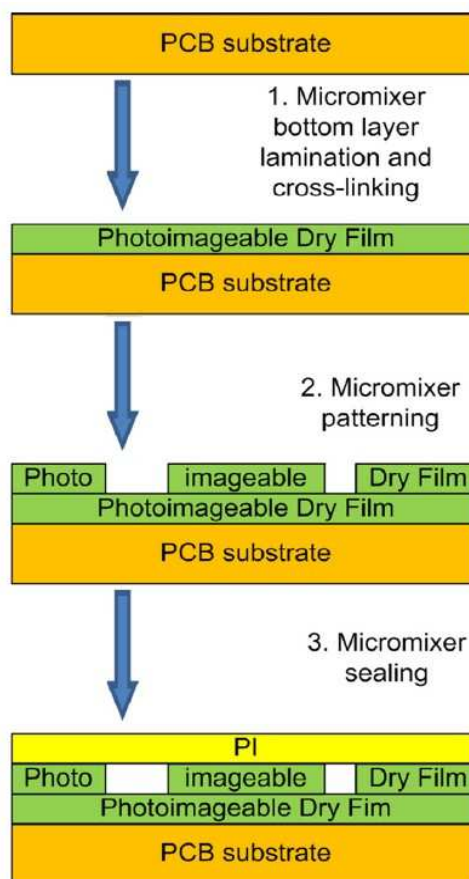 PCB substrate
1. Micromixer
bottom layer
lamination and
cross-linking
Photoimageable Dry Film
PCB substrate
2. Micromixer
patterning
Photo imageable Dry Film
Photoimageable Dry Film
PCB substrate
3. Micromixer
sealing
PI
Photo imageable Dry Film
Photoimageable Dry Fim
PCB substrate